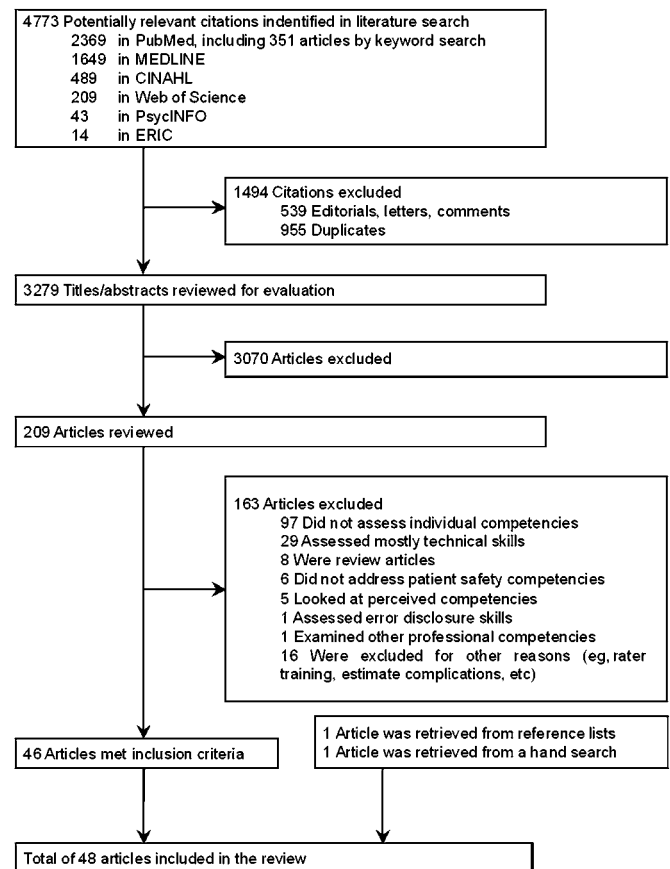 4773 Potentially relevant citations indentified in literature search
2369 in PubMed, including 351 articles by keyword search
1649 in MEDLINE
489 in CINAHL
209 in Web of Science
43 in PsycINFO
14 in ERIC
1494 Citations excluded
539 Editorials, letters, comments
955 Duplicates
3279 Titles/abstracts reviewed for evaluation
3070 Articles excluded
209 Articles reviewed
163 Articles excluded
97 Did not assess individual competencies
29 Assessed mostly technical skills
8 Were review articles
6 Did not address patient safety competencies
5 Looked at perceived competencies
1 Assessed error disclosure skills
1 Examined other professional competencies
16 Were excluded for other reasons (eg, rater
training, estimate complications, etc)
1 Article was retrieved from reference lists
1 Article was retrieved from a hand search
46 Articles met inclusion criteria
Total of 48 articles included in the review